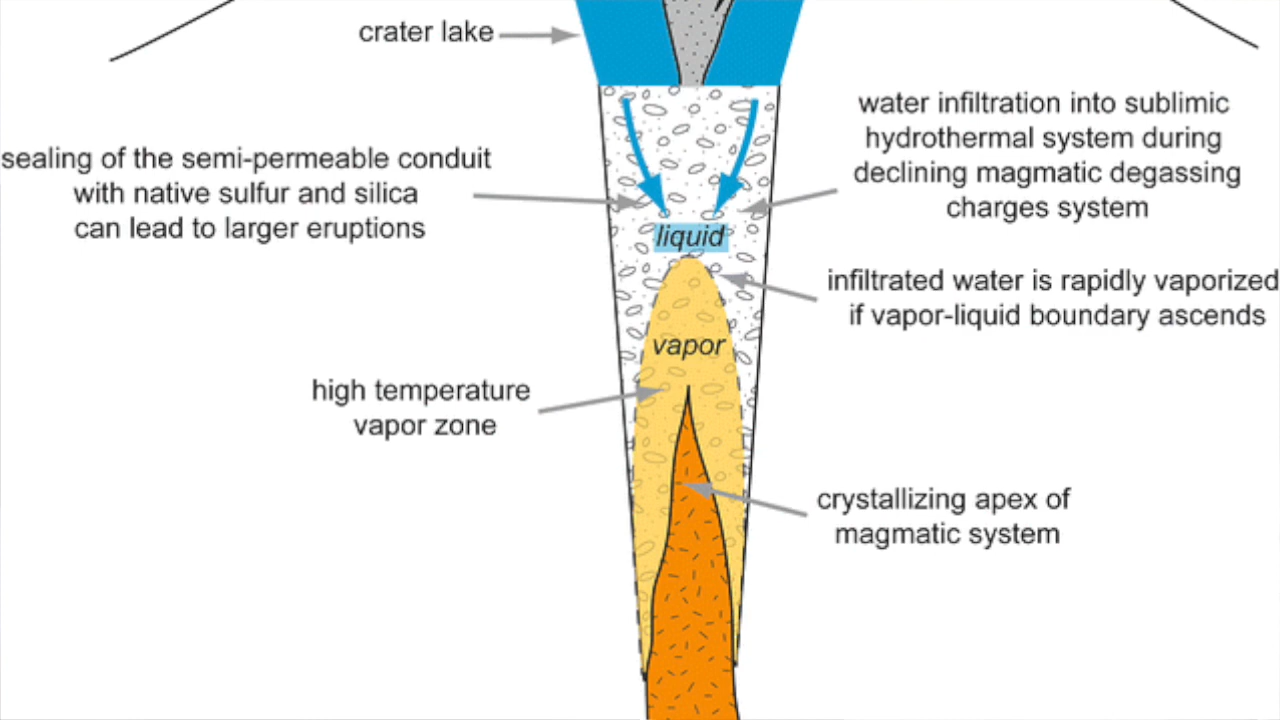 crater lake
water infiltration into sublimic
hydrothermal system during
declining magmatic degassing
charges system
sealing of the semi-permeable conduit
with native sulfur and silica
can lead to larger eruptions
liquid
infiltrated water is rapidly vaporized
if vapor-liquid boundary ascends
vapor
high temperature
vapor zone
crystallizing apex of
magmatic system